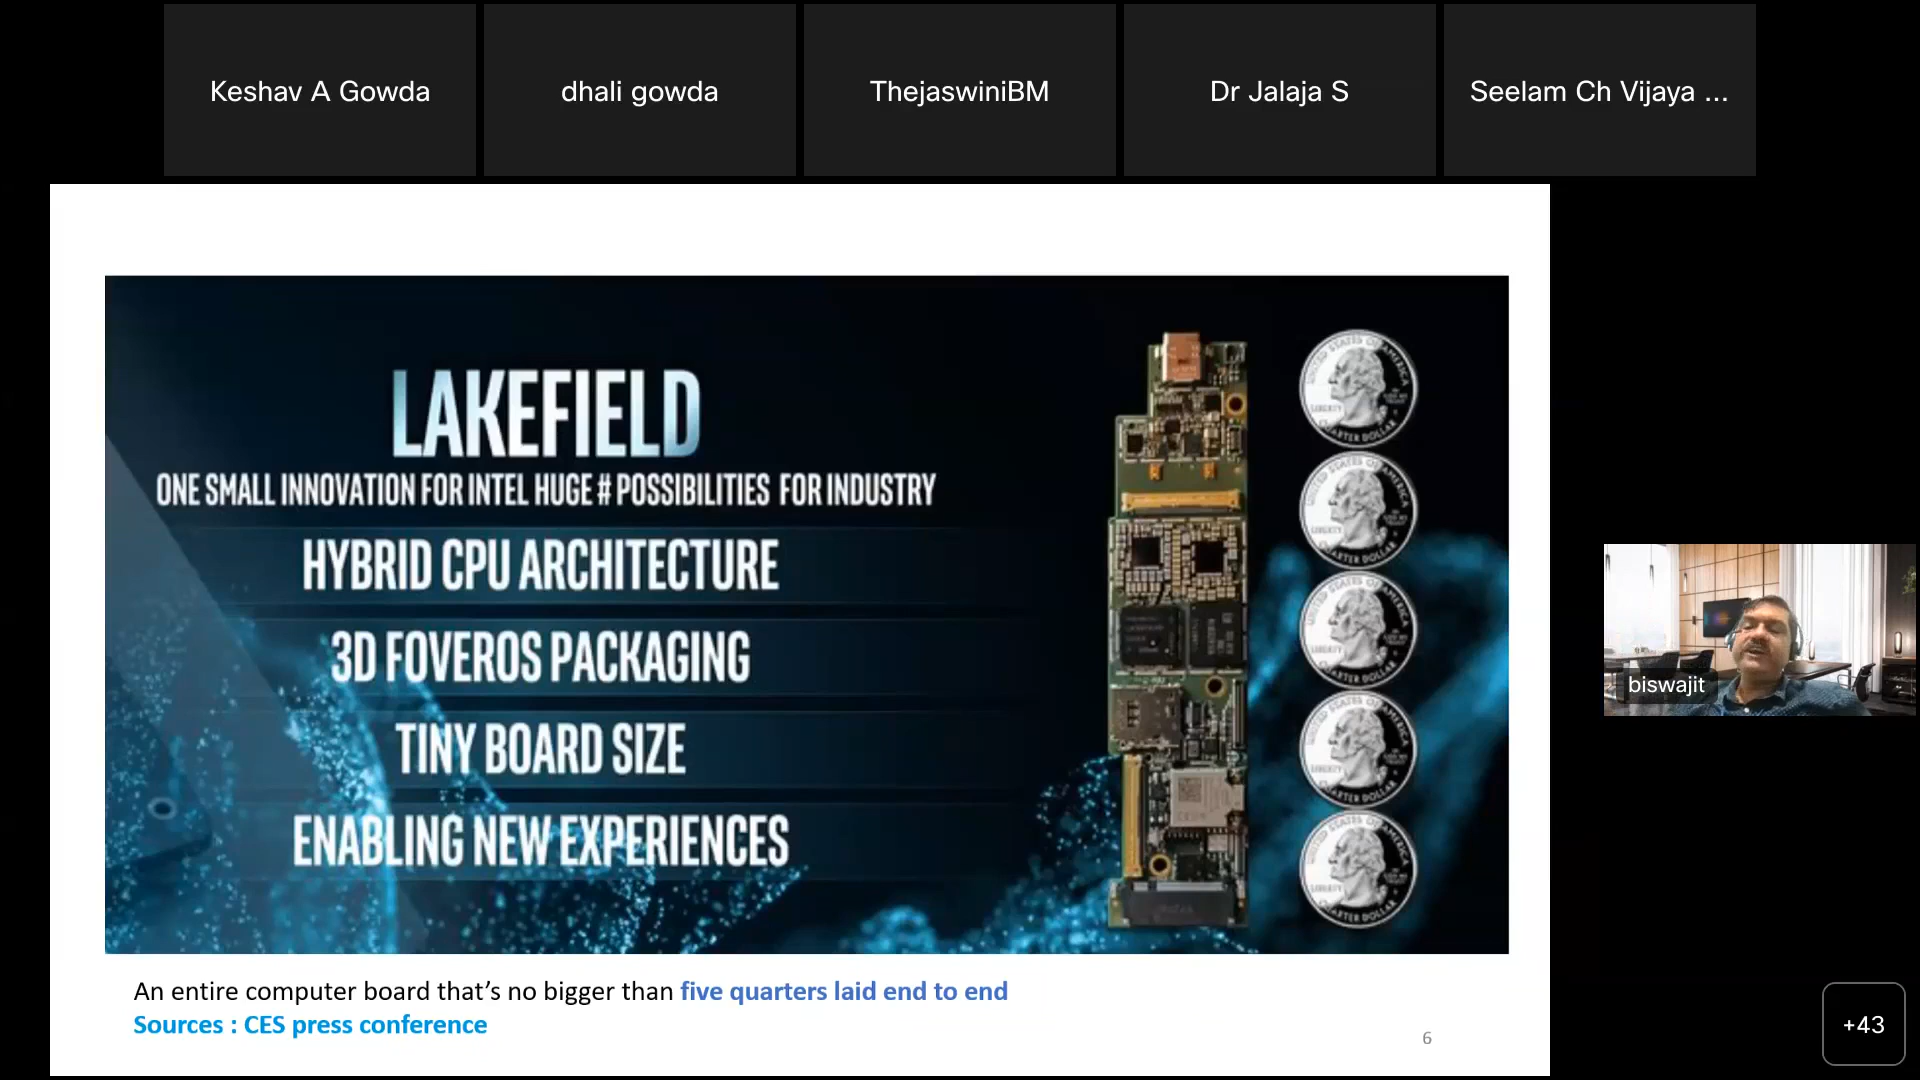 Keshav A Gowda
dhali gowda
ThejaswiniBM
Dr Jalaja S
Seelam Ch Vijaya ...
LAKEFIELD
ONE SMALL INNOVATION FOR INTEL HUGE # POSSIBILITIES FOR INDUSTRY
HYBRID CPU ARCHITECTURE
3D FOVEROS PACKAGING
TINY BOARD SIZE
ENABLING NEW EXPERIENCES
An entire computer board that's no bigger than five quarters laid end to end
Sources : CES press conference
6
biswajit
+43